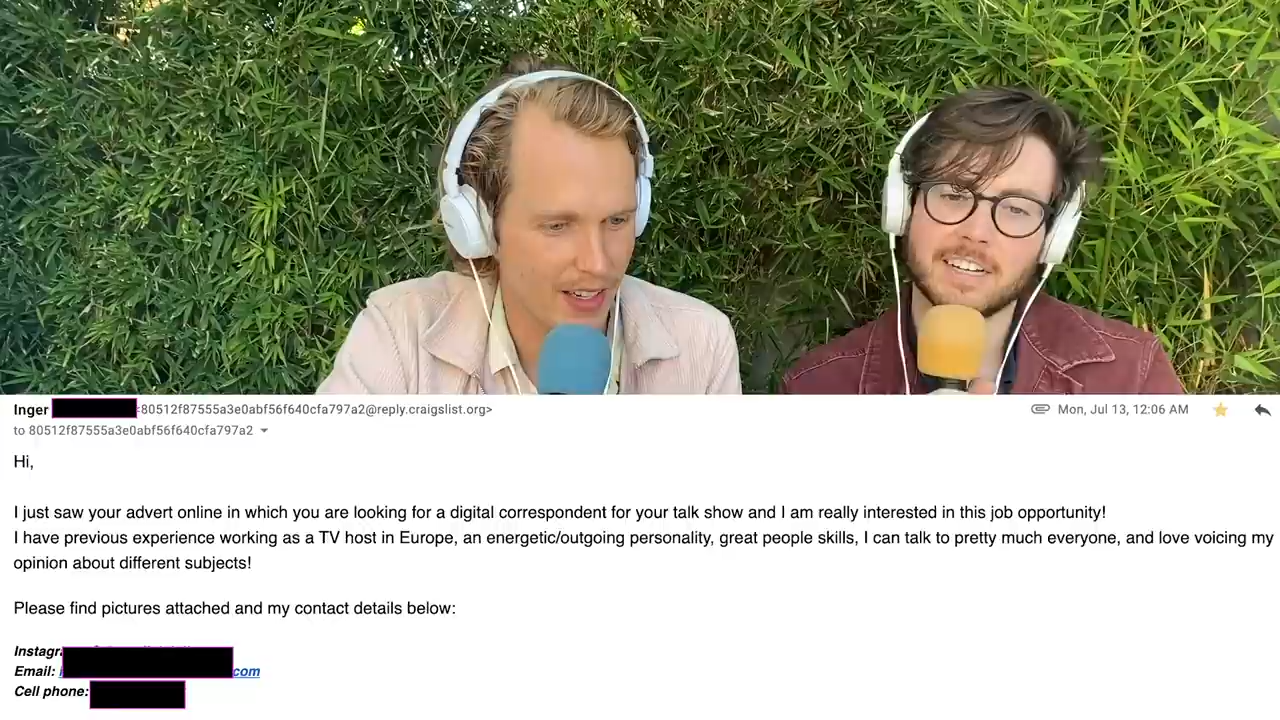 Inger <80512f87555a3e0abf56f640cfa797a2@reply.craigslist.org> Mon, Jul 13, 12:06 AM
to 80512f87555a3e0abf56f640cfa797a2
Hi,
I just saw your advert online in which you are looking for a digital correspondent for your talk show and I am really interested in this job opportunity!
I have previous experience working as a TV host in Europe, an energetic/outgoing personality, great people skills, I can talk to pretty much everyone, and love voicing my
opinion about different subjects!
Please find pictures attached and my contact details below:
Email: com
Cell phone: